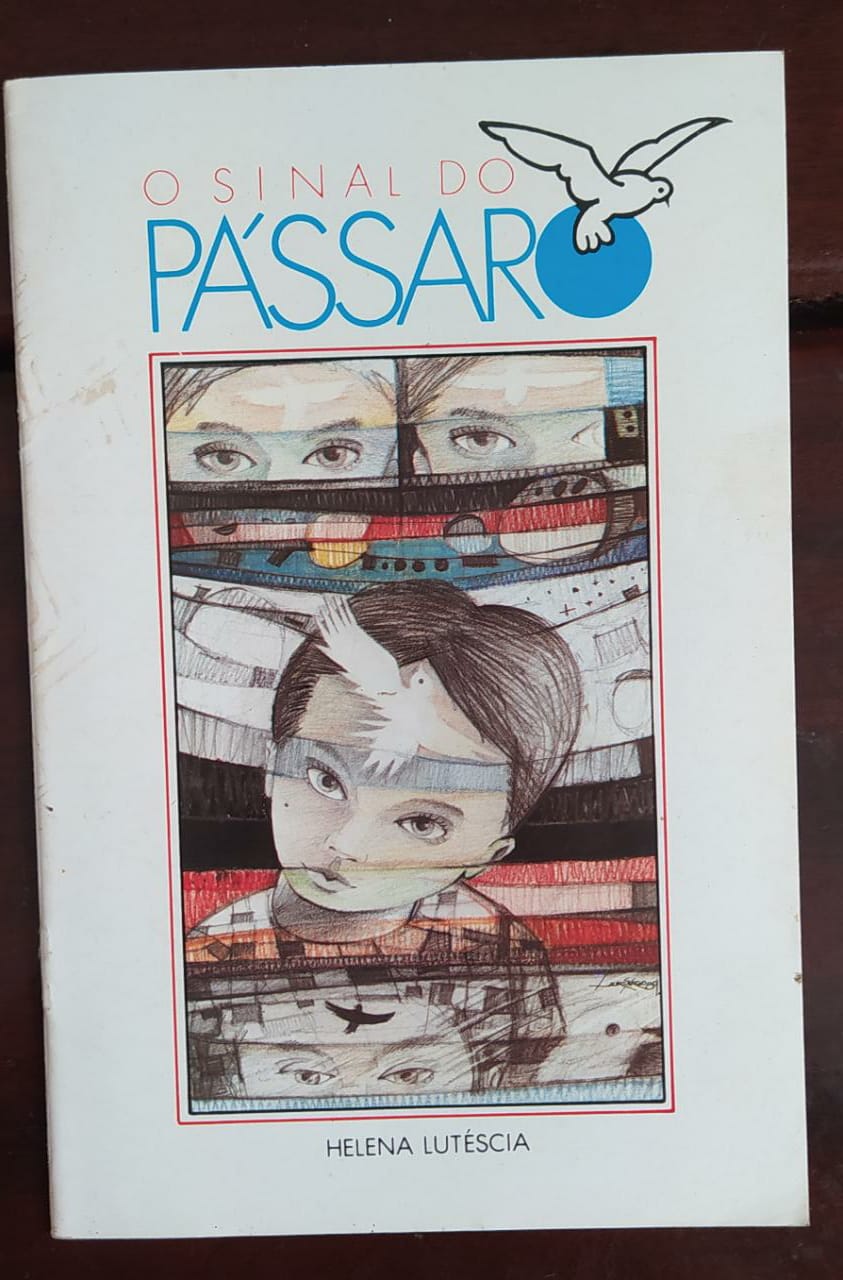 O SINAL DO
PÁSSARO
HELENA LUTÉSCIA